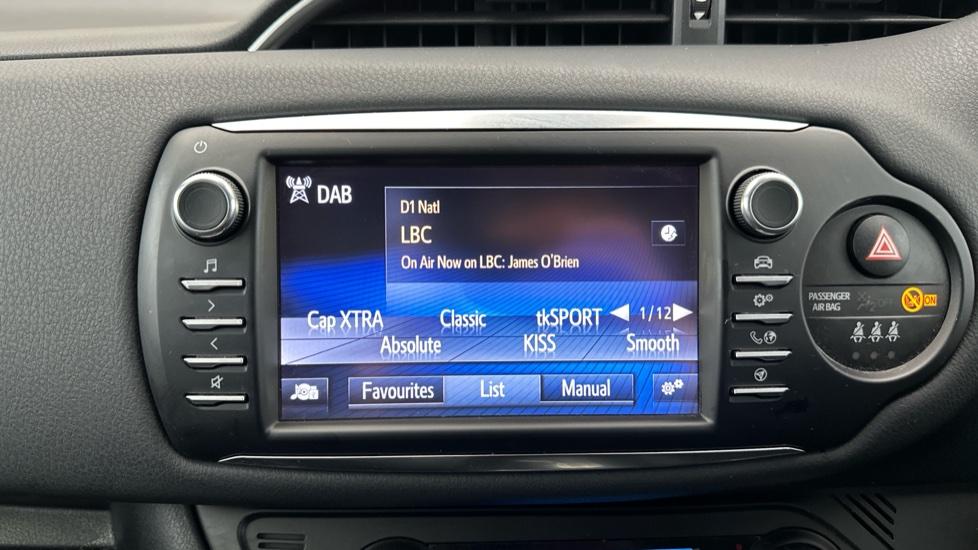 DAB
D1 Natl
LBC
On Air Now on LBC: James O'Brien
Cap XTRA Classic tkSPORT 1/12
Absolute KISS Smooth
Favourites List Manual
PASSENGER
AIR BAG
OFF
ON